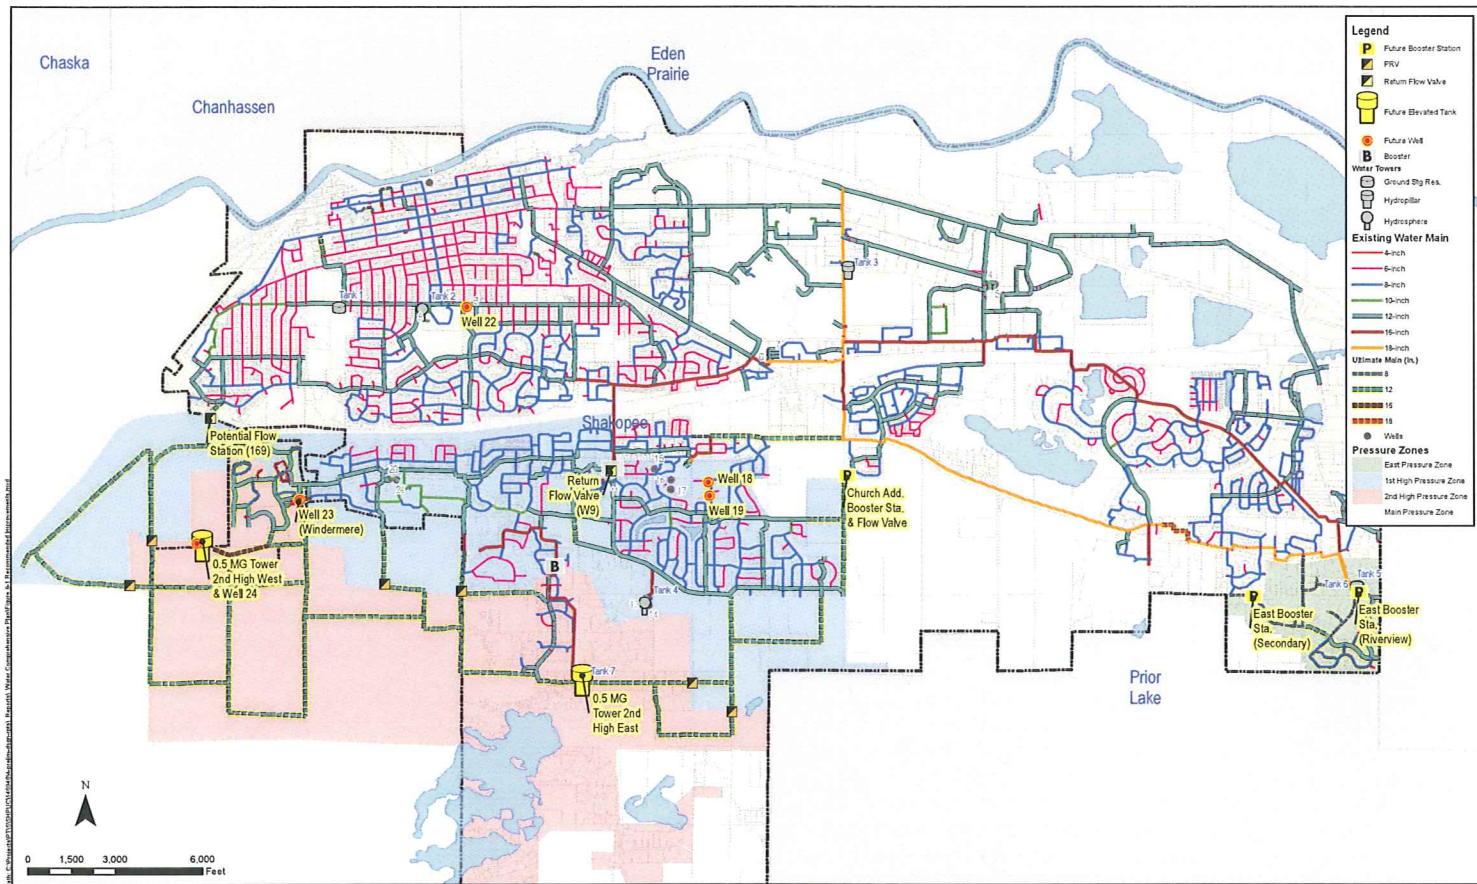 Chaska
Chanhassen
Eden
Prairie
Tank 1
Tank 2
Well 22
Tank 3
Shakopee
Potential Flow
Station (169)
Well 23
(Windermere)
Return
Flow Valve
(W9)
Well 18
Well 19
Church Add.
Booster Sta.
& Flow Valve
0.5 MG Tower
2nd High West
& Well 24
B
Tank 4
Tank 7
0.5 MG
Tower 2nd
High East
P
P
P
Tank 6
Tank 5
East Booster
Sta.
(Secondary)
East Booster
Sta.
(Riverview)
Prior
Lake
N
0 1,500 3,000 6,000
Feet
Legend
P Future Booster Station
PRV
Return Flow Valve
Future Elevated Tank
Future Well
B Booster
Water Towers
Ground Stg Res.
Hydropillar
Hydrosphere
Existing Water Main
4-inch
6-inch
8-inch
10-inch
12-inch
16-inch
18-inch
Ultimate Main (In.)
8
12
16
18
Wells
Pressure Zones
East Pressure Zone
1st High Pressure Zone
2nd High Pressure Zone
Main Pressure Zone